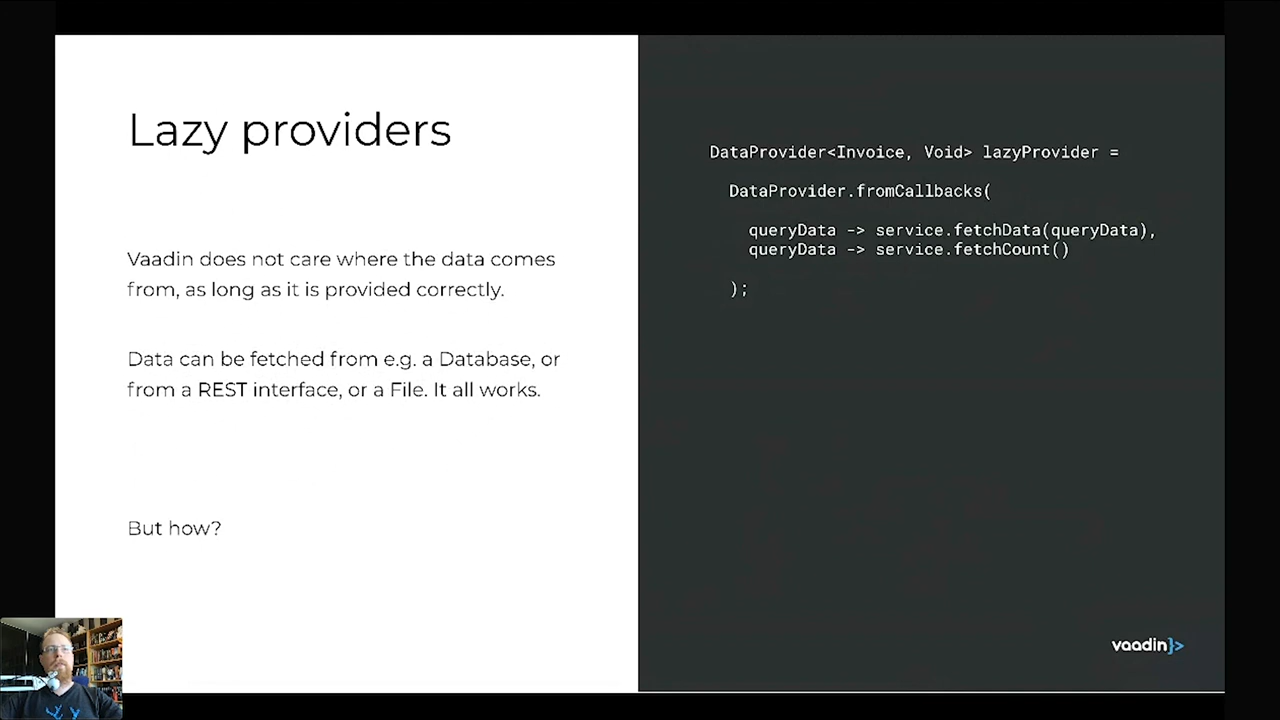 Lazy providers
Vaadin does not care where the data comes
from, as long as it is provided correctly.
Data can be fetched from e.g. a Database, or
from a REST interface, or a File. It all works.
But how?
DataProvider<Invoice, Void> lazyProvider =
DataProvider.fromCallbacks(
queryData -> service.fetchData(queryData),
queryData -> service.fetchCount()
);
vaadin}>